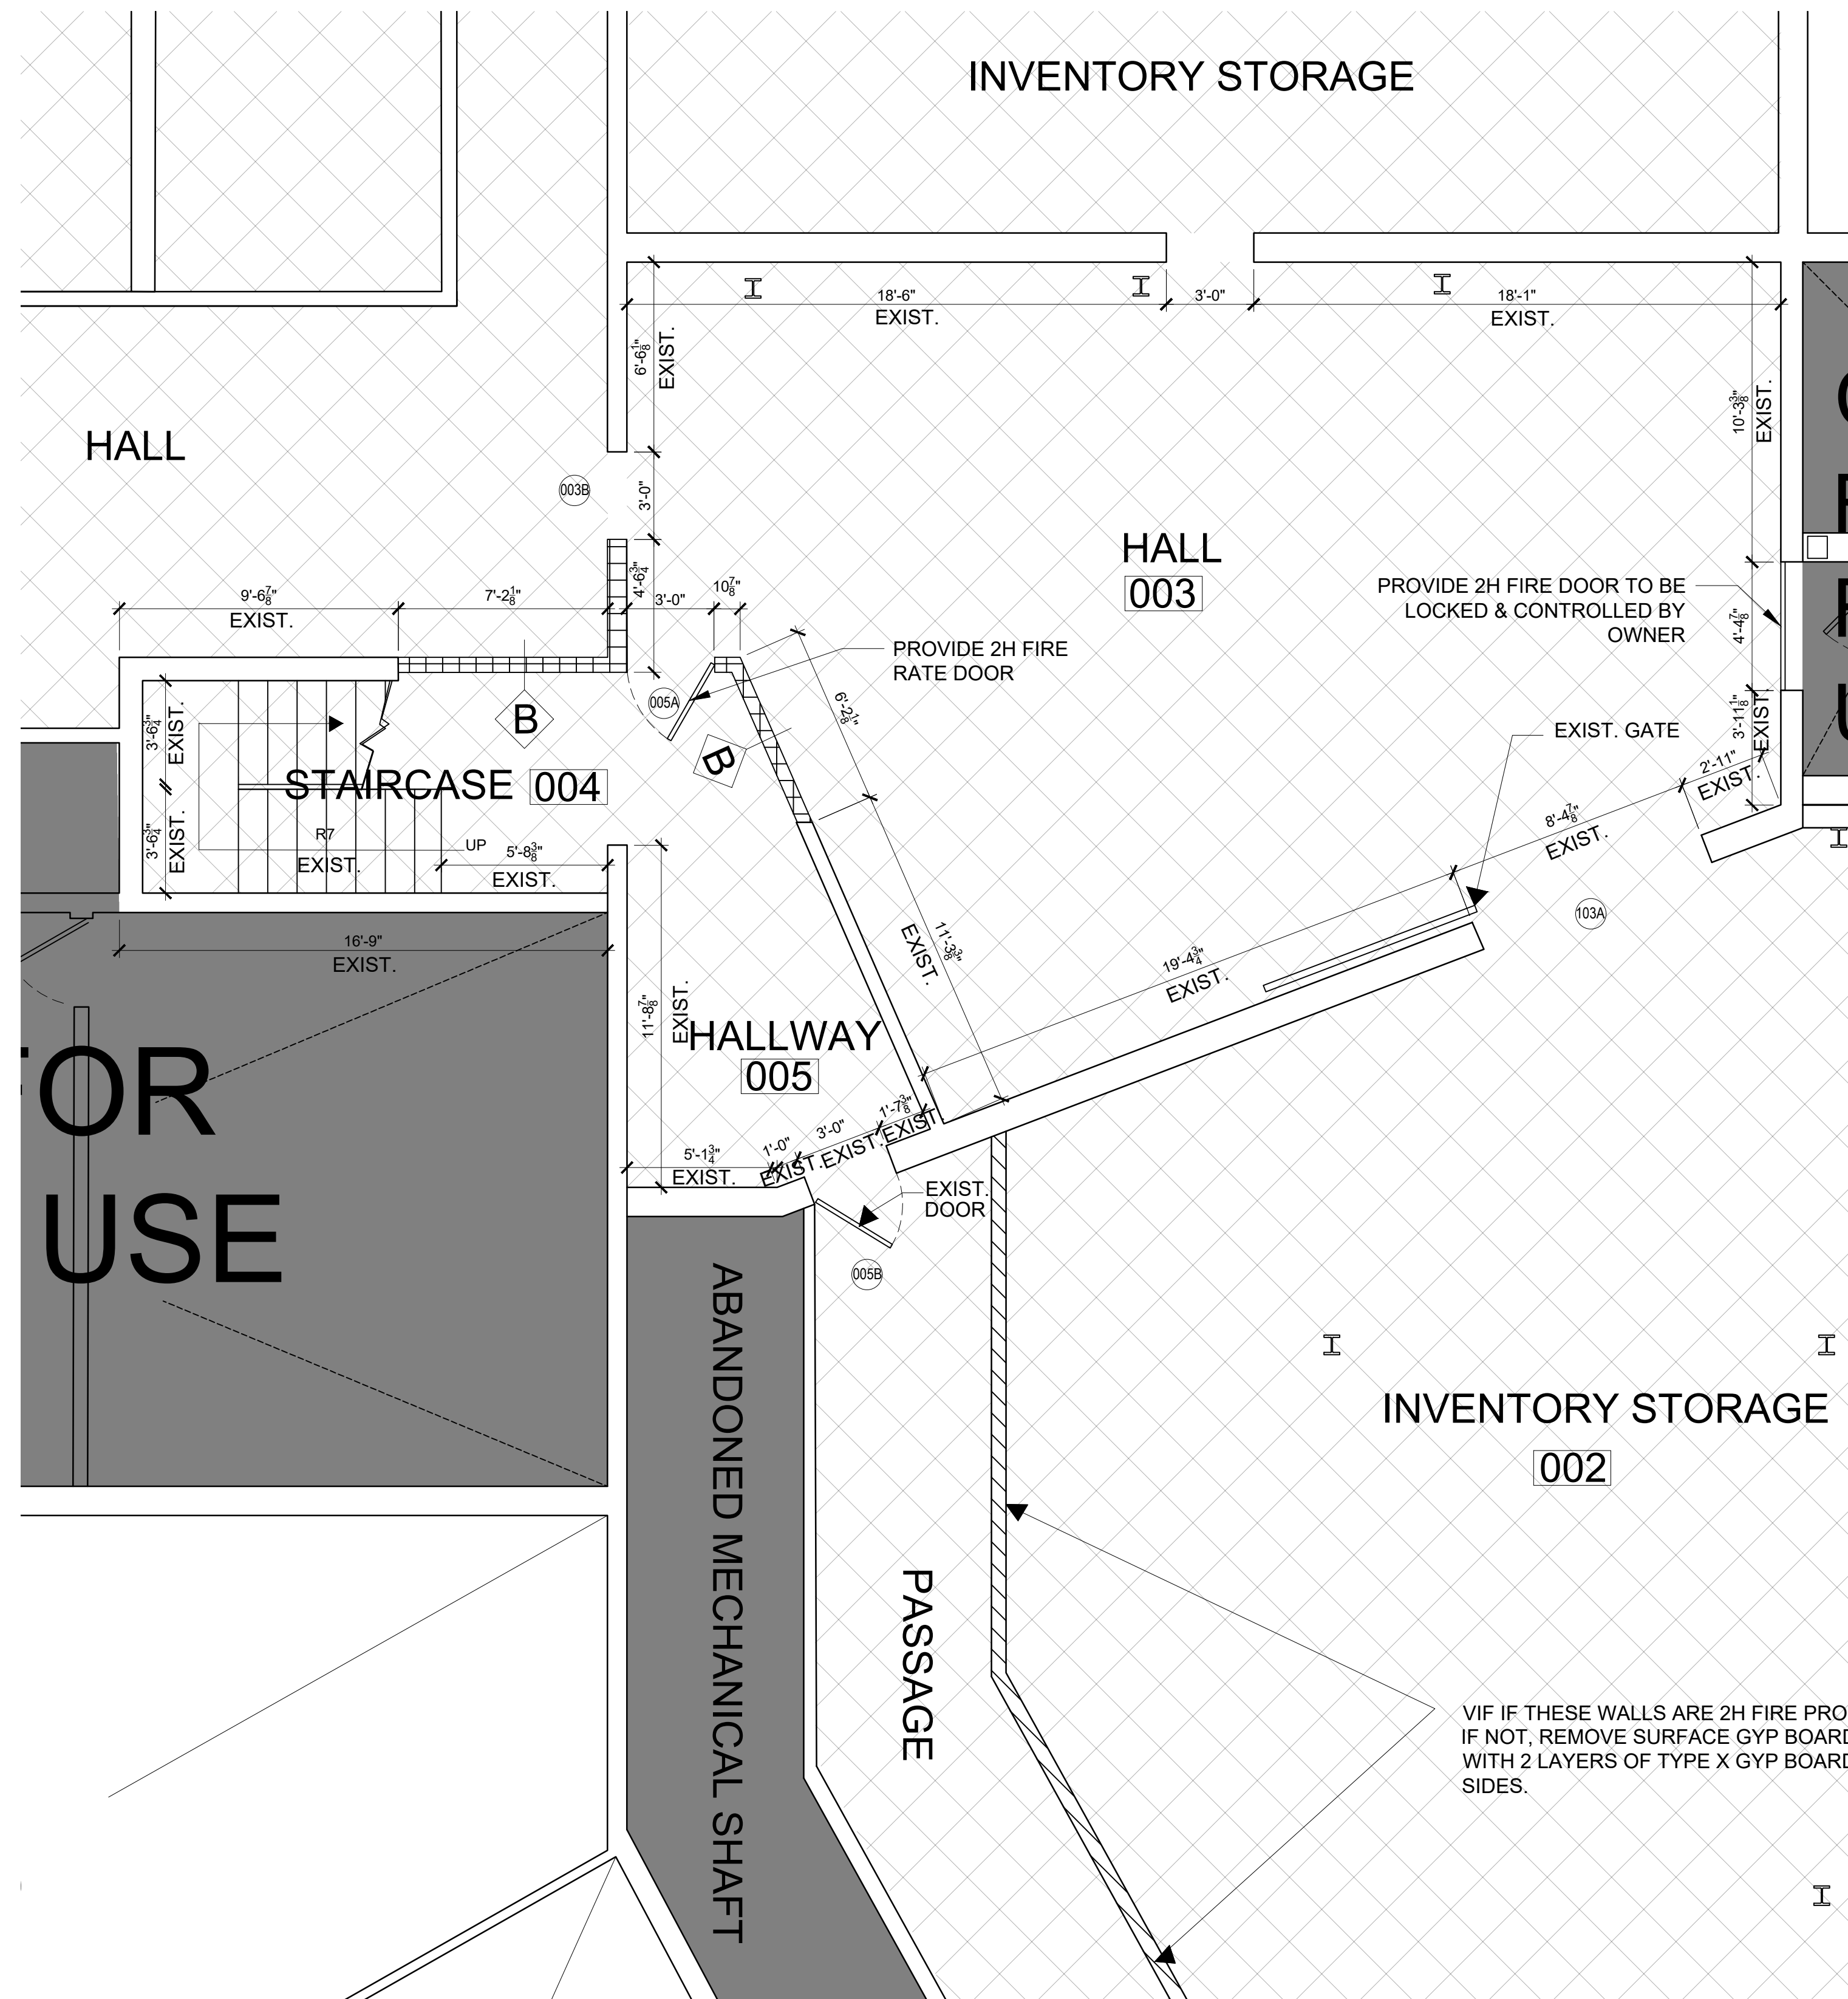 INVENTORY STORAGE
18'-6"
EXIST.
3'-0"
18'-1"
EXIST.
6'-6 1/8"
EXIST.
10'-3 3/8"
EXIST.
HALL
003B
3'-0"
HALL
003
4'-6 3/4"
9'-6 7/8"
EXIST.
7'-2 1/8"
3'-0"
10 7/8"
PROVIDE 2H FIRE DOOR TO BE
LOCKED & CONTROLLED BY
OWNER
4'-4 7/8"
PROVIDE 2H FIRE
RATE DOOR
005A
6'-2 1/8"
B
B
3'-6 3/4"
EXIST.
3'-11 1/8"
EXIST.
EXIST. GATE
2'-11"
EXIST.
STAIRCASE
004
8'-4 7/8"
EXIST.
3'-6 3/4"
EXIST.
R7
EXIST.
UP
5'-8 3/8"
EXIST.
103A
16'-9"
EXIST.
11'-3 3/8"
EXIST.
19'-4 3/4"
EXIST.
11'-8 7/8"
EXIST.
HALLWAY
005
FOR
USE
1'-7 3/8"
EXIST.
3'-0"
EXIST.
1'-0"
EXIST.
5'-1 3/4"
EXIST.
EXIST.
DOOR
005B
ABANDONED MECHANICAL SHAFT
INVENTORY STORAGE
002
PASSAGE
VIF IF THESE WALLS ARE 2H FIRE PRO
IF NOT, REMOVE SURFACE GYP BOARD
WITH 2 LAYERS OF TYPE X GYP BOARD
SIDES.